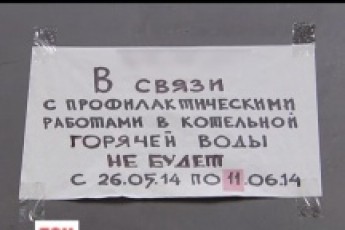 В СВЯЗИ
С ПРОФИЛАКТИЧЕСКИМИ
РАБОТАМИ В КОТЕЛЬНОЙ
ГОРЯЧЕЙ ВОДЫ
НЕ БУДЕТ
С 26.05.14 ПО 11.06.14